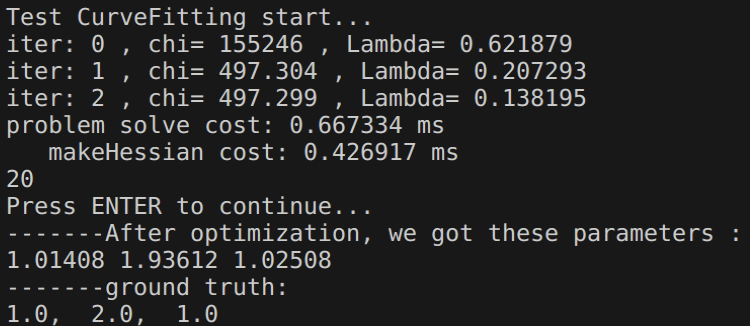 Test CurveFitting start...
iter: 0 , chi= 155246 , Lambda= 0.621879
iter: 1 , chi= 497.304 , Lambda= 0.207293
iter: 2 , chi= 497.299 , Lambda= 0.138195
problem solve cost: 0.667334 ms
   makeHessian cost: 0.426917 ms
20
Press ENTER to continue...
-------After optimization, we got these parameters :
1.01408 1.93612 1.02508
-------ground truth:
1.0,  2.0,  1.0